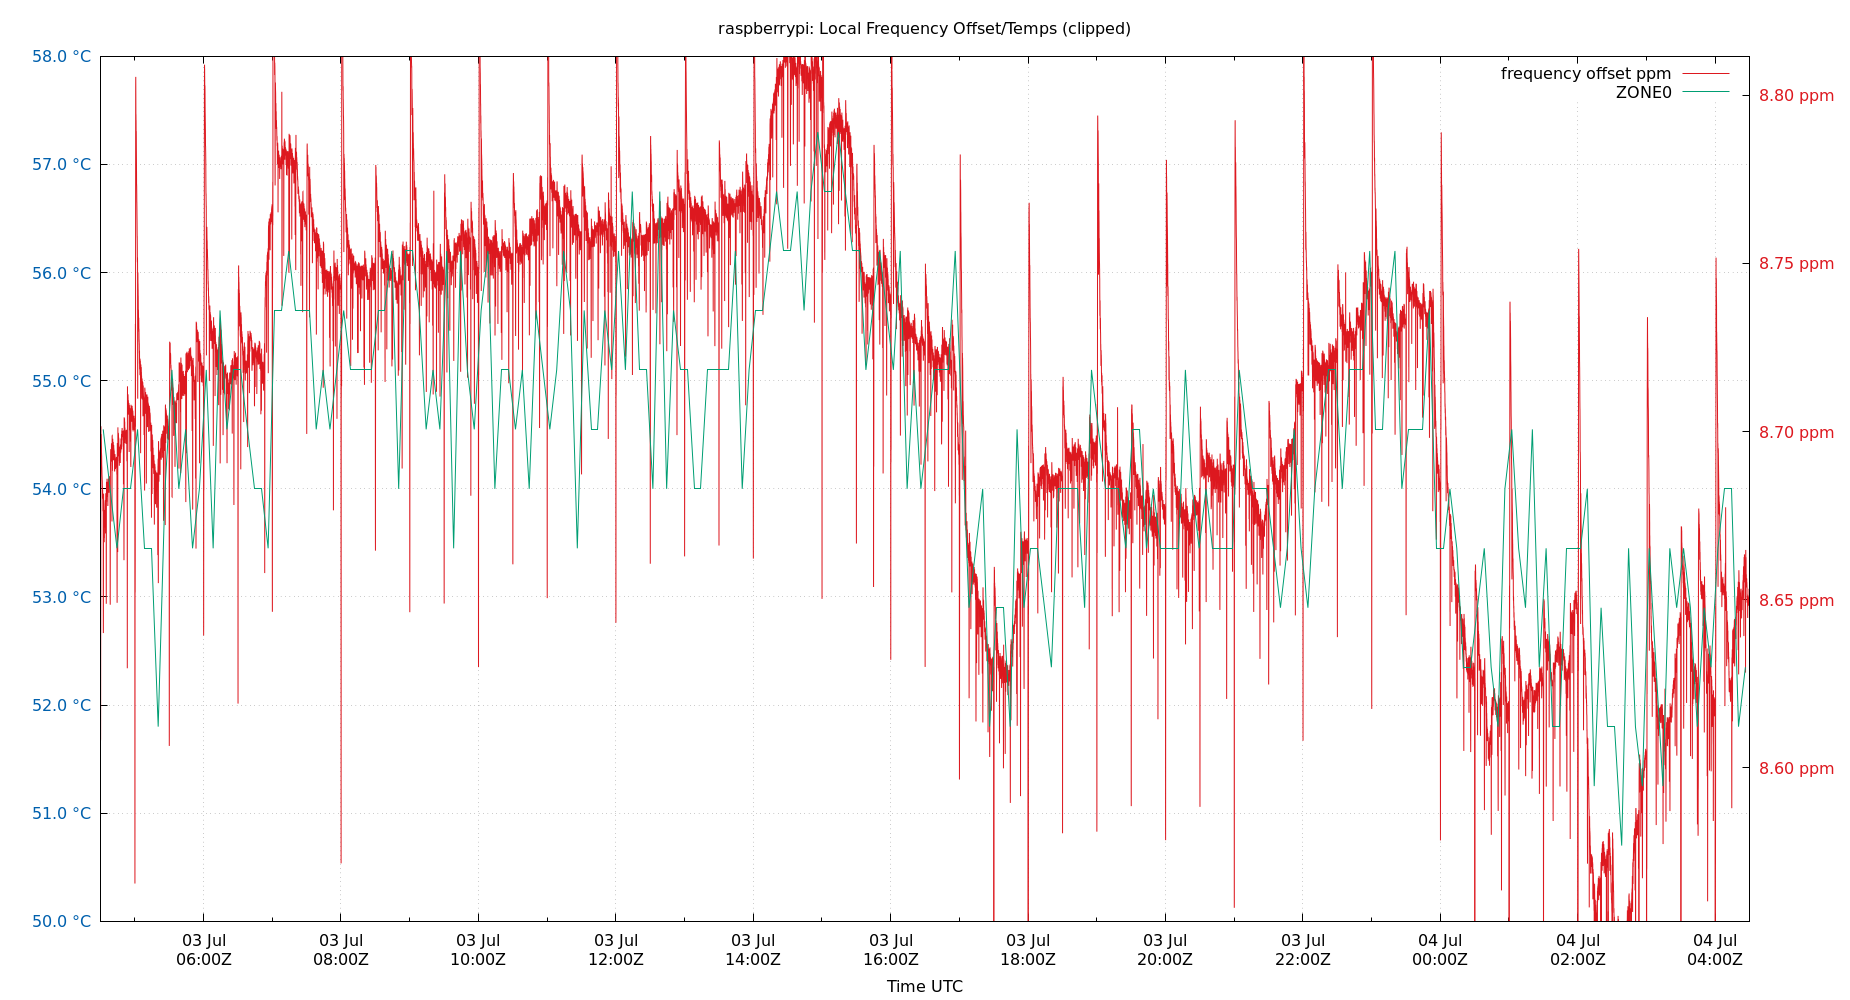 raspberrypi: Local Frequency Offset/Temps (clipped)
58.0 °C
57.0 °C
56.0 °C
55.0 °C
54.0 °C
53.0 °C
52.0 °C
51.0 °C
50.0 °C
frequency offset ppm
ZONE0
8.80 ppm
8.75 ppm
8.70 ppm
8.65 ppm
8.60 ppm
03 Jul 03 Jul 03 Jul 03 Jul 03 Jul 03 Jul 03 Jul 03 Jul 03 Jul 04 Jul 04 Jul 04 Jul
06:00Z 08:00Z 10:00Z 12:00Z 14:00Z 16:00Z 18:00Z 20:00Z 22:00Z 00:00Z 02:00Z 04:00Z
Time UTC